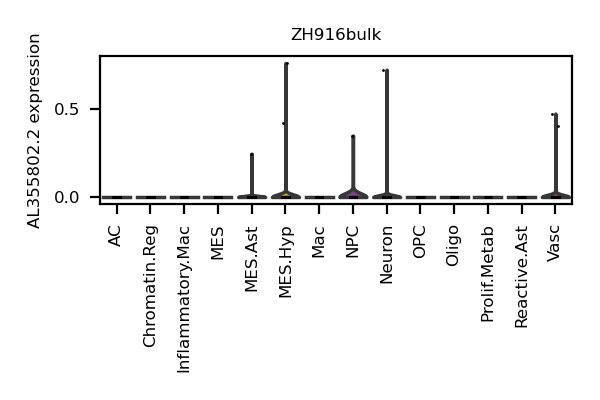 ZH916bulk
AL355802.2 expression
0.5
0.0
AC
Chromatin.Reg
Inflammatory.Mac
MES
MES.Ast
MES.Hyp
Mac
NPC
Neuron
OPC
Oligo
Prolif.Metab
Reactive.Ast
Vasc